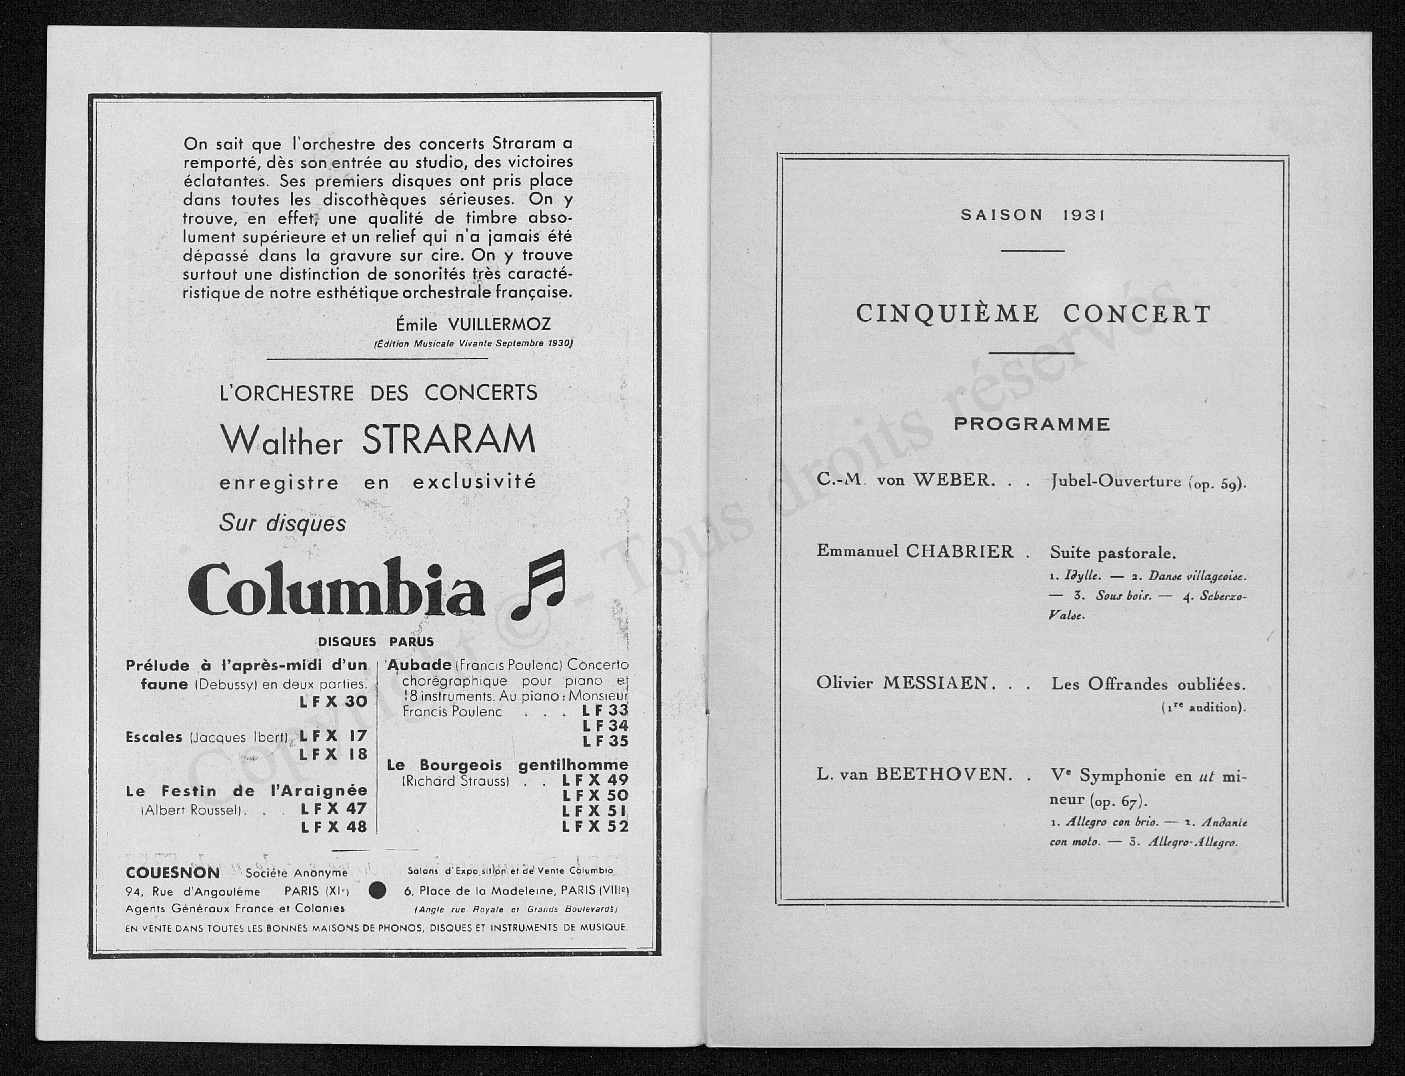 On sait que l'orchestre des concerts Straram a
remporté, dès son entrée au studio, des victoires
éclatantes. Ses premiers disques ont pris place
dans toutes les discothèques sérieuses. On y
trouve, en effet, une qualité de timbre abso-
lument supérieure et un relief qui n'a jamais été
dépassé dans la gravure sur cire. On y trouve
surtout une distinction de sonorités très caracté-
ristique de notre esthétique orchestrale française.
Émile VUILLERMOZ
(Édition Musicale Vivante Septembre 1930)
L'ORCHESTRE DES CONCERTS
Walther STRARAM
enregistre en exclusivité
Sur disques
Columbia
DISQUES PARUS
Prélude à l'après-midi d'un
faune (Debussy) en deux parties.
LFX 30
Escales (Jacques Ibert). LFX 17
LFX 18
Le Festin de l'Araignée
(Albert Roussel). . LFX 47
LFX 48
Aubade (Francis Poulenc) Concerto
chorégraphique pour piano et
18 instruments. Au piano : Monsieur
Francis Poulenc . . . LF 33
LF 34
LF 35
Le Bourgeois gentilhomme
(Richard Strauss) . . LFX 49
LFX 50
LFX 51
LFX 52
COUESNON Société Anonyme
94, Rue d'Angoulême PARIS (XIe)
Agents Généraux France et Colonies
Salons d'Exposition et de Vente Columbia
6, Place de la Madeleine, PARIS (VIIIe)
(Angle rue Royale et Grands Boulevards)
EN VENTE DANS TOUTES LES BONNES MAISONS DE PHONOS, DISQUES ET INSTRUMENTS DE MUSIQUE.
SAISON 1931
CINQUIÈME CONCERT
PROGRAMME
C.-M. von WEBER. . . Jubel-Ouverture (op. 59).
Emmanuel CHABRIER . Suite pastorale.
1. Idylle. — 2. Danse villageoise.
— 3. Sous bois. — 4. Scherzo-
Valse.
Olivier MESSIAEN. . . Les Offrandes oubliées.
(1re audition).
L. van BEETHOVEN. . Ve Symphonie en ut mi-
neur (op. 67).
1. Allegro con brio. — 2. Andante
con moto. — 3. Allegro-Allegro.
Copyright © - Tous droits réservés.